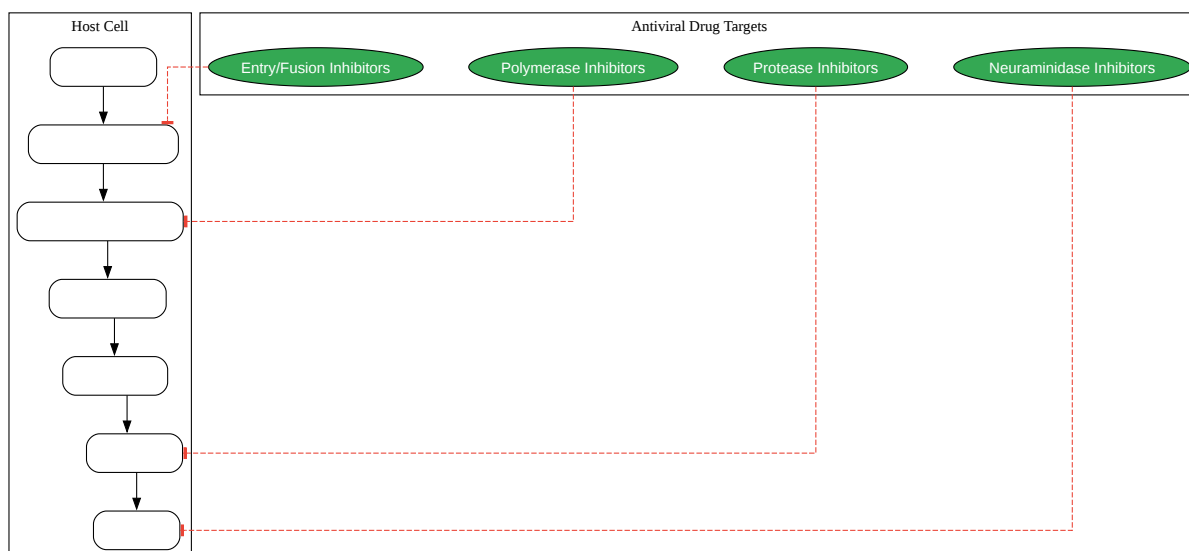 Host Cell
Antiviral Drug Targets
Entry/Fusion Inhibitors
Polymerase Inhibitors
Protease Inhibitors
Neuraminidase Inhibitors